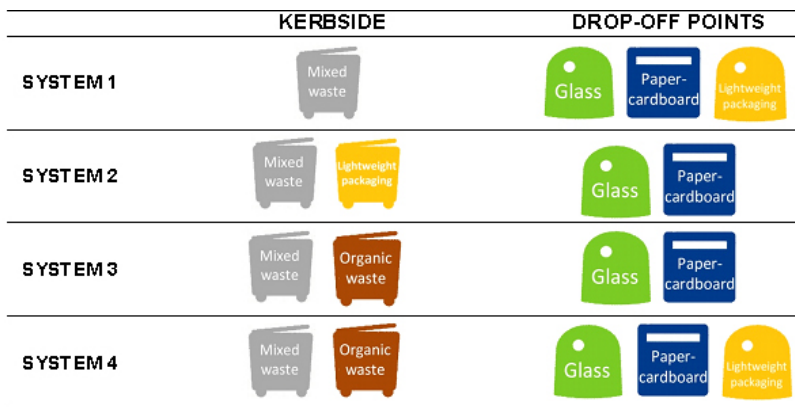 KERBSIDE DROP-OFF POINTS
SYSTEM 1
Mixed waste
Glass
Paper-cardboard
Lightweight packaging
SYSTEM 2
Mixed waste
Lightweight packaging
Glass
Paper-cardboard
SYSTEM 3
Mixed waste
Organic waste
Glass
Paper-cardboard
SYSTEM 4
Mixed waste
Organic waste
Glass
Paper-cardboard
Lightweight packaging